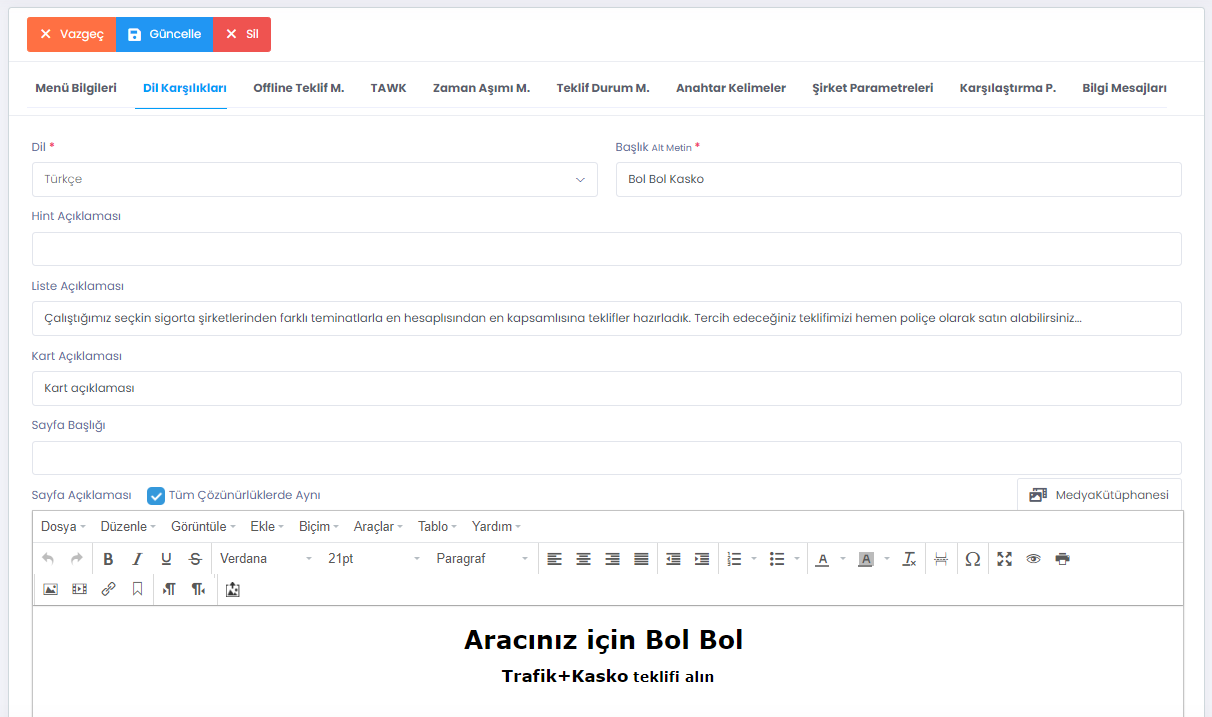 Vazgeç Güncelle Sil
Menü Bilgileri Dil Karşılıkları Offline Teklif M. TAWK Zaman Aşımı M. Teklif Durum M. Anahtar Kelimeler Şirket Parametreleri Karşılaştırma P. Bilgi Mesajları
Dil * Başlık Alt Metin *
Türkçe Bol Bol Kasko
Hint Açıklaması
Liste Açıklaması
Çalıştığımız seçkin sigorta şirketlerinden farklı teminatlarla en hesaplısından en kapsamlısına teklifler hazırladık. Tercih edeceğiniz teklifimizi hemen poliçe olarak satın alabilirsiniz...
Kart Açıklaması
Kart açıklaması
Sayfa Başlığı
Sayfa Açıklaması Tüm Çözünürlüklerde Aynı MedyaKütüphanesi
Dosya Düzenle Görüntüle Ekle Biçim Araçlar Tablo Yardım
B I U S Verdana 21pt Paragraf A A Ω
Aracınız için Bol Bol
Trafik+Kasko teklifi alın